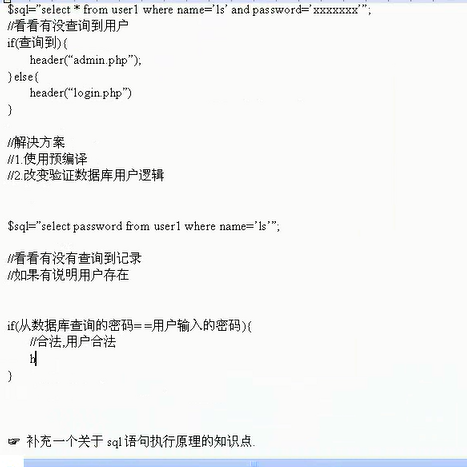 $sql=”select * from user1 where name=’ls’ and password=’xxxxxxx’”;
//看看有没查询到用户
if(查询到){
header(“admin.php”);
}else{
header(“login.php”)
}
//解决方案
//1.使用预编译
//2.改变验证数据库用户逻辑
$sql=”select password from user1 where name=’ls’”;
//看看有没有查询到记录
//如果有说明用户存在
if(从数据库查询的密码==用户输入的密码){
//合法,用户合法
h
}
☞ 补充一个关于 sql 语句执行原理的知识点.